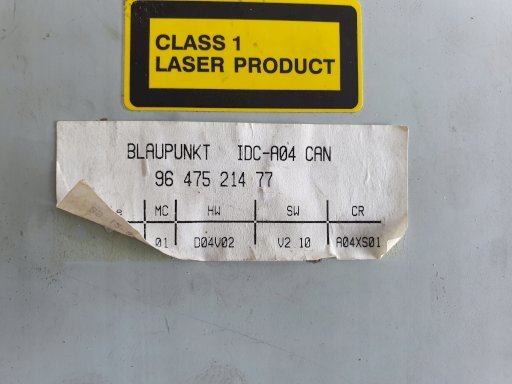 CLASS 1
LASER PRODUCT
BLAUPUNKT IDC-A04 CAN
96 475 214 77
e MC HW SW CR
01 D04V02 V2 10 A04XS01